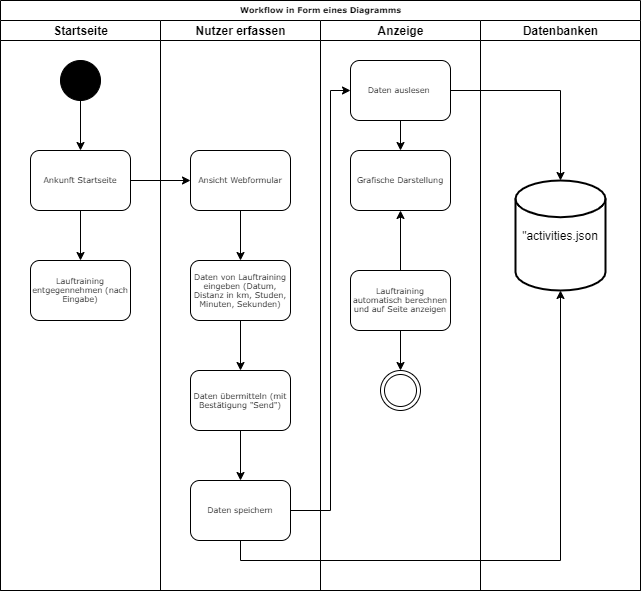 Workflow in Form eines Diagramms
Startseite
Nutzer erfassen
Anzeige
Datenbanken
Ankunft Startseite
Lauftraining
entgegennehmen (nach
Eingabe)
Ansicht Webformular
Daten von Lauftraining
eingeben (Datum,
Distanz in km, Studen,
Minuten, Sekunden)
Daten übermitteln (mit
Bestätigung "Send")
Daten speichern
Daten auslesen
Grafische Darstellung
Lauftraining
automatisch berechnen
und auf Seite anzeigen
"activities.json